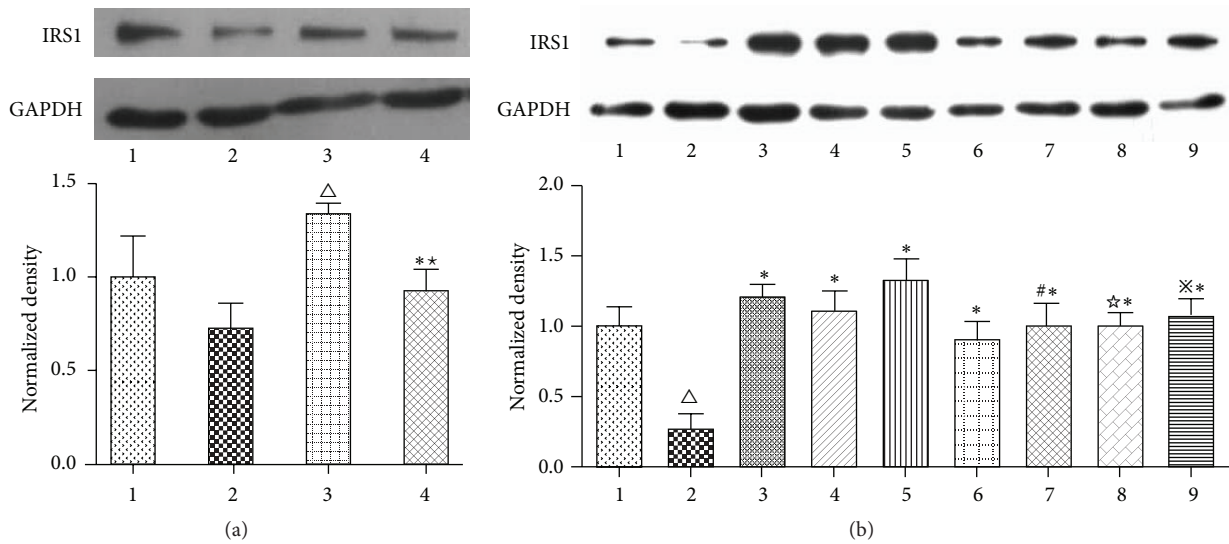 IRS1
GAPDH
1 2 3 4
1.5
1.0
0.5
0.0
Normalized density
△
**⋆
1 2 3 4
(a)
IRS1
GAPDH
1 2 3 4 5 6 7 8 9
2.0
1.5
1.0
0.5
0.0
Normalized density
△
*
*
*
*
#*
☆*
※*
1 2 3 4 5 6 7 8 9
(b)